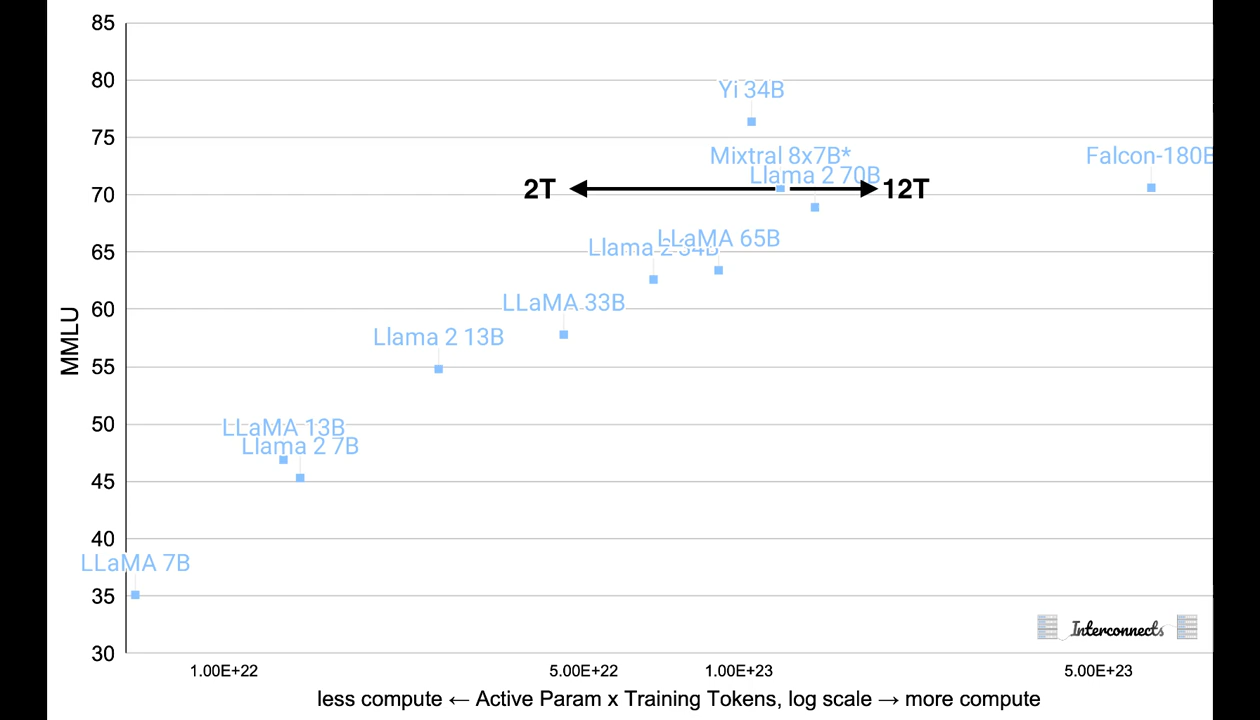 85
80
75
70
65
60
55
50
45
40
35
30
MMLU
Yi 34B
Mixtral 8x7B*
Falcon-180B
Llama 2 70B
2T
12T
LLaMA 65B
Llama 2 34B
LLaMA 33B
Llama 2 13B
LLaMA 13B
Llama 2 7B
LLaMA 7B
Interconnects
1.00E+22
5.00E+22
1.00E+23
5.00E+23
less compute ← Active Param x Training Tokens, log scale → more compute